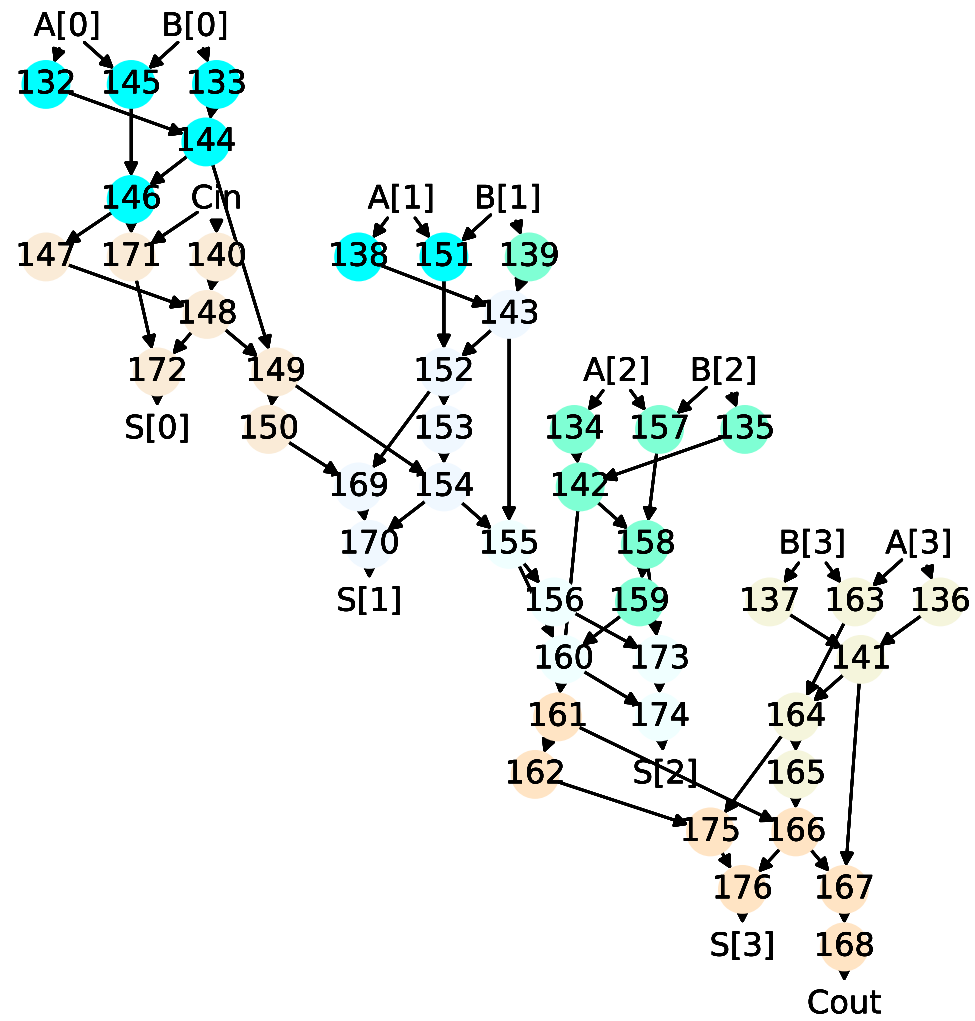 A[0] B[0]
132 145 133
144
146 Cin A[1] B[1]
147 171 140 138 151 139
148 143
172 149 152 A[2] B[2]
S[0] 150 153 134 157 135
169 154 142
170 155 158 B[3] A[3]
S[1] 156 159 137 163 136
160 173 141
161 174 164
162 S[2] 165
175 166
176 167
S[3] 168
Cout